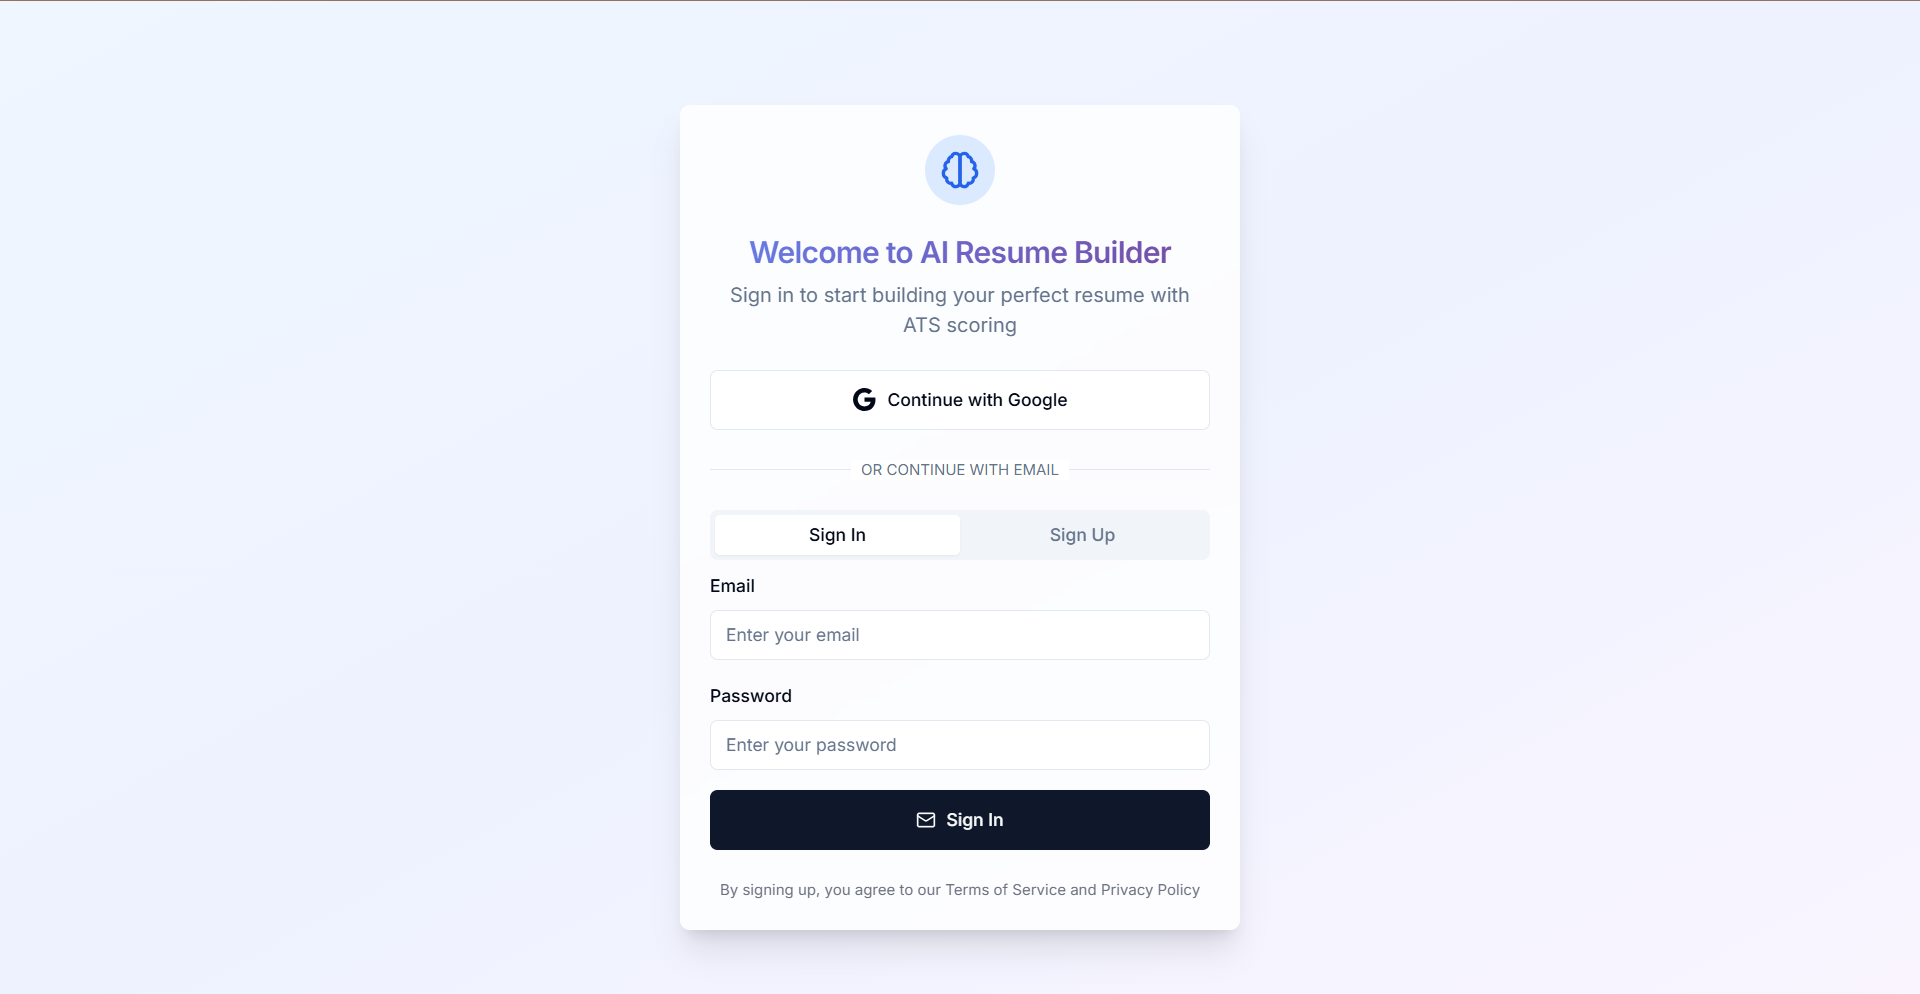 Welcome to AI Resume Builder
Sign in to start building your perfect resume with
ATS scoring
Continue with Google
OR CONTINUE WITH EMAIL
Sign In
Sign Up
Email
Enter your email
Password
Enter your password
Sign In
By signing up, you agree to our Terms of Service and Privacy Policy